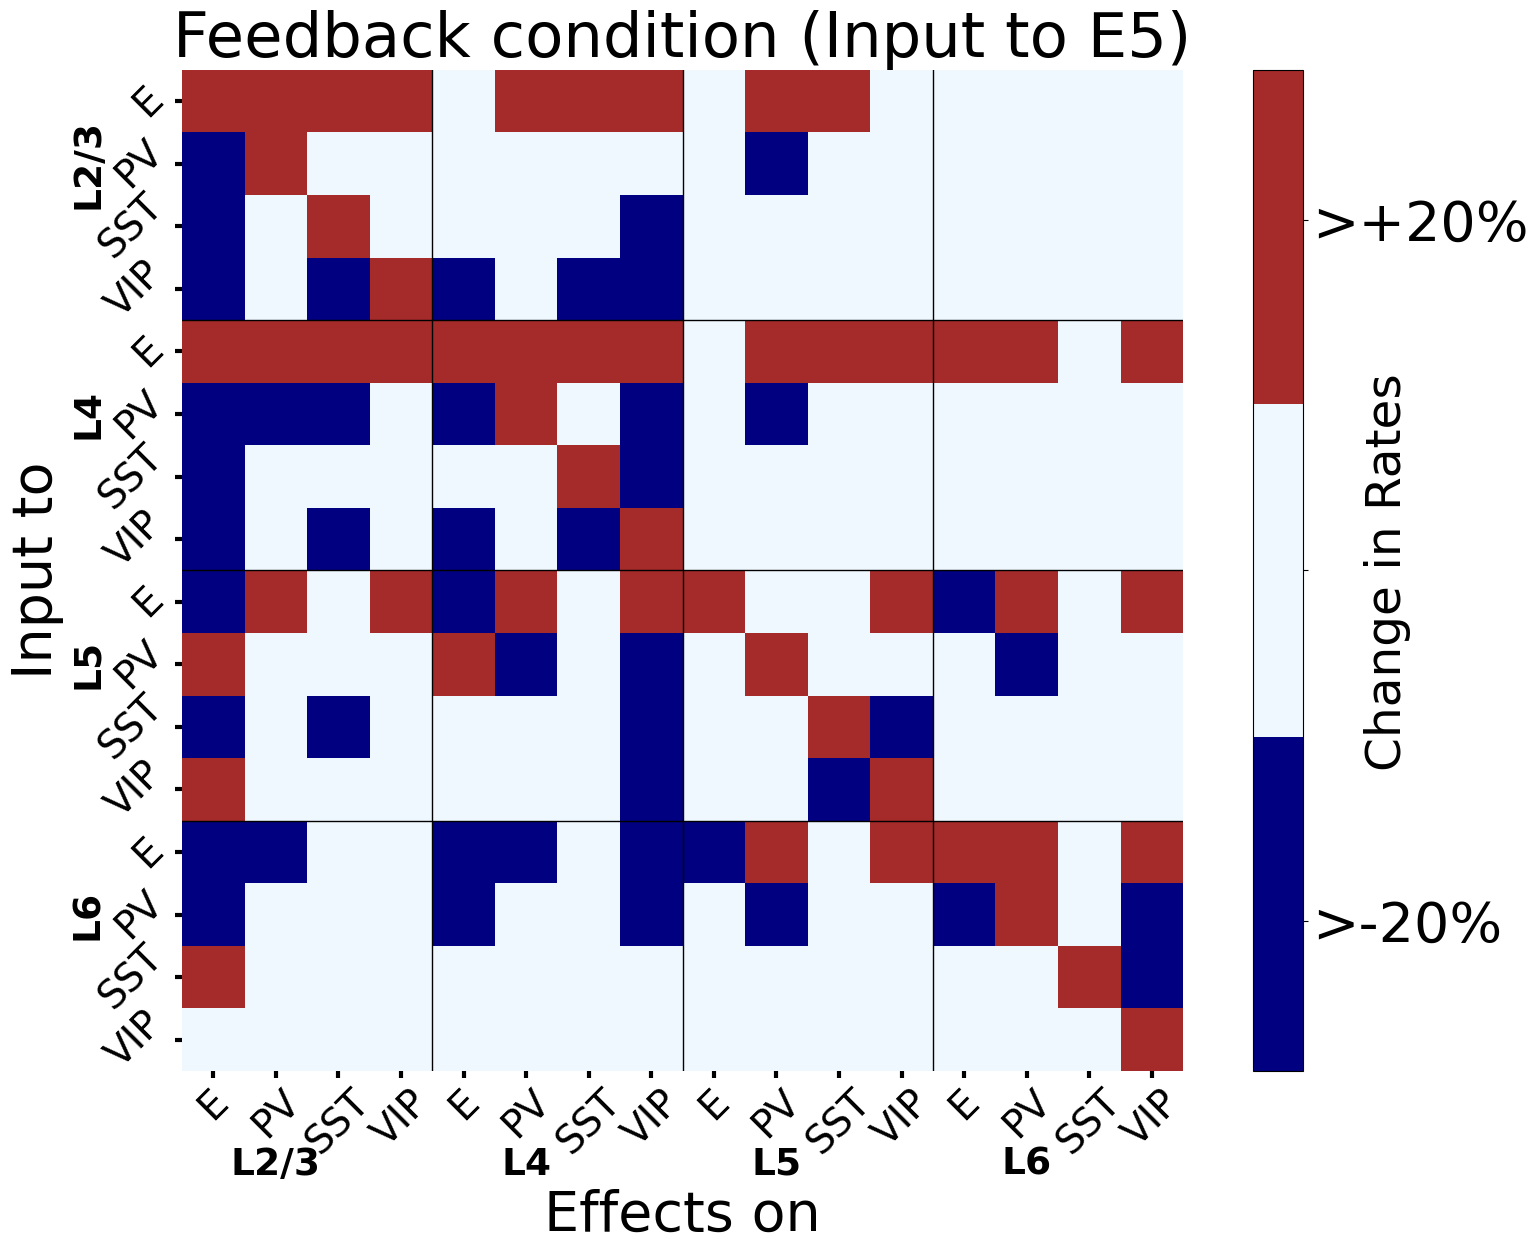 Feedback condition (Input to E5)
Input to
L2/3
E
PV
SST
VIP
L4
E
PV
SST
VIP
L5
E
PV
SST
VIP
L6
E
PV
SST
VIP
E PV SST VIP E PV SST VIP E PV SST VIP E PV SST VIP
L2/3 L4 L5 L6
Effects on
>+20%
>-20%
Change in Rates